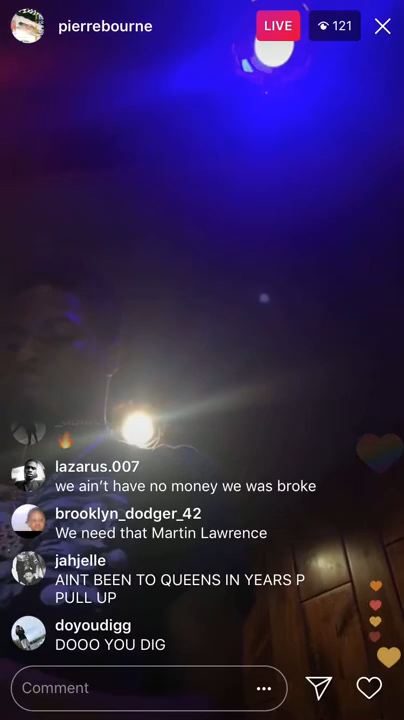 pierrebourne
LIVE
121
lazarus.007
we ain't have no money we was broke
brooklyn_dodger_42
We need that Martin Lawrence
jahjelle
AINT BEEN TO QUEENS IN YEARS P
PULL UP
doyoudigg
DOOO YOU DIG
Comment